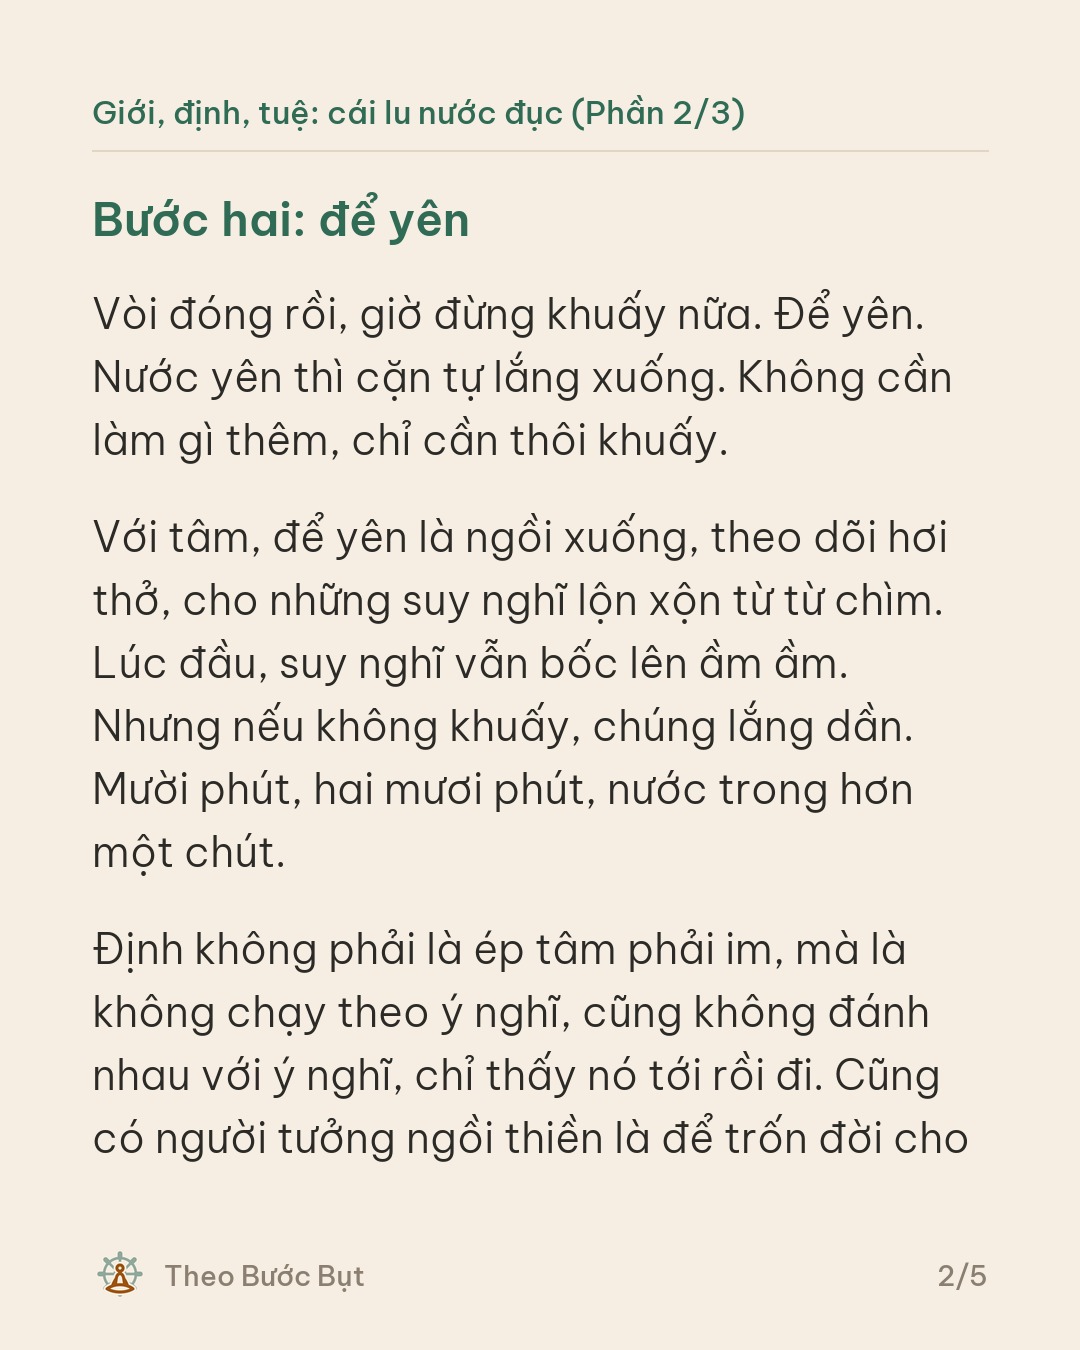 Giới, định, tuệ: cái lu nước đục (Phần 2/3)
Bước hai: để yên
Vòi đóng rồi, giờ đừng khuấy nữa. Để yên.
Nước yên thì cặn tự lắng xuống. Không cần
làm gì thêm, chỉ cần thôi khuấy.
Với tâm, để yên là ngồi xuống, theo dõi hơi
thở, cho những suy nghĩ lộn xộn từ từ chìm.
Lúc đầu, suy nghĩ vẫn bốc lên ầm ầm.
Nhưng nếu không khuấy, chúng lắng dần.
Mười phút, hai mươi phút, nước trong hơn
một chút.
Định không phải là ép tâm phải im, mà là
không chạy theo ý nghĩ, cũng không đánh
nhau với ý nghĩ, chỉ thấy nó tới rồi đi. Cũng
có người tưởng ngồi thiền là để trốn đời cho
Theo Bước Bụt
2/5